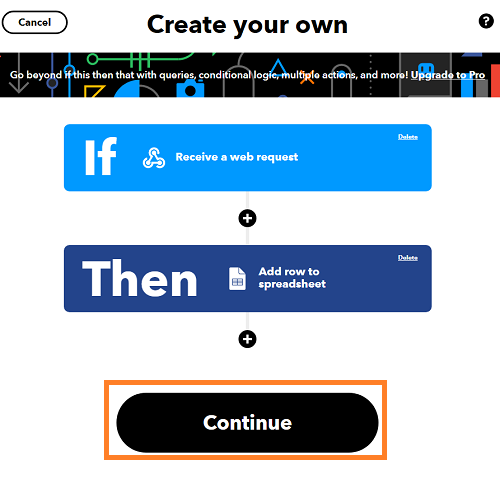 Cancel
Create your own
?
Go beyond if this then that with queries, conditional logic, multiple actions, and more! Upgrade to Pro
If
Receive a web request
Delete
+
Then
Add row to
spreadsheet
Delete
+
Continue